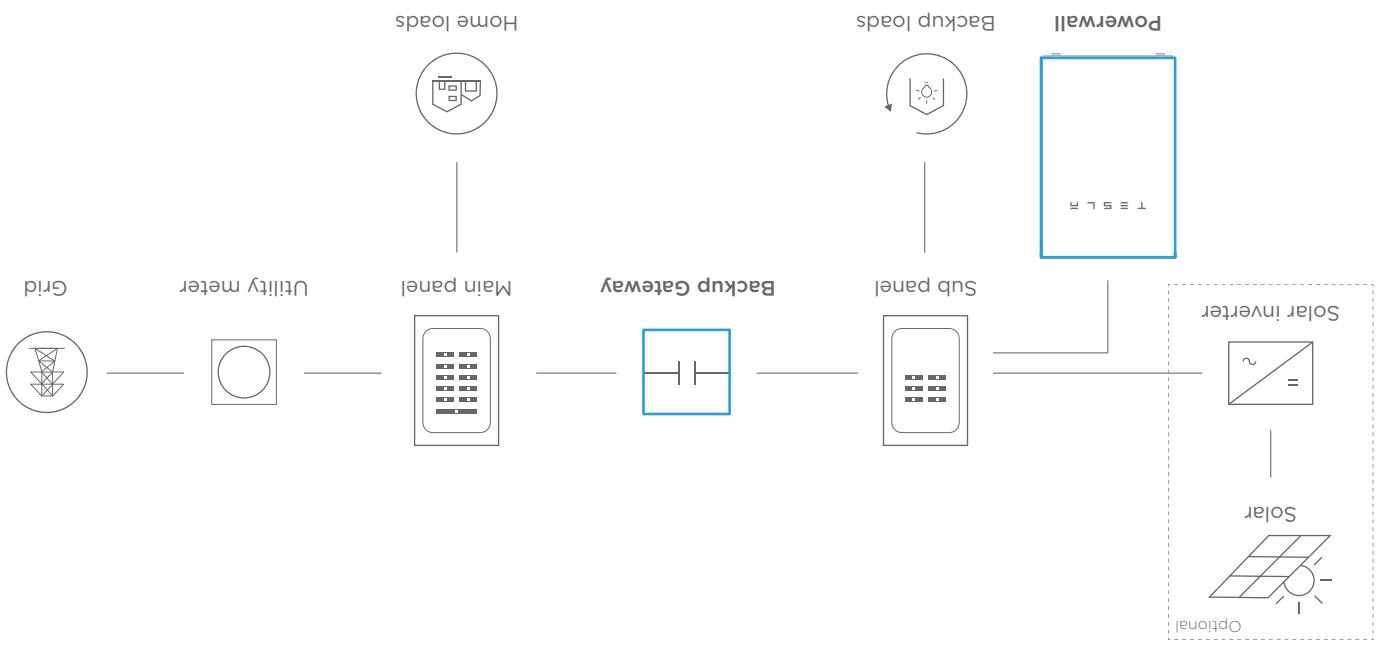 Optional
Solar
Solar inverter
Sub panel
Backup Gateway
Main panel
Utility meter
Grid
TESLA
Powerwall
Backup loads
Home loads